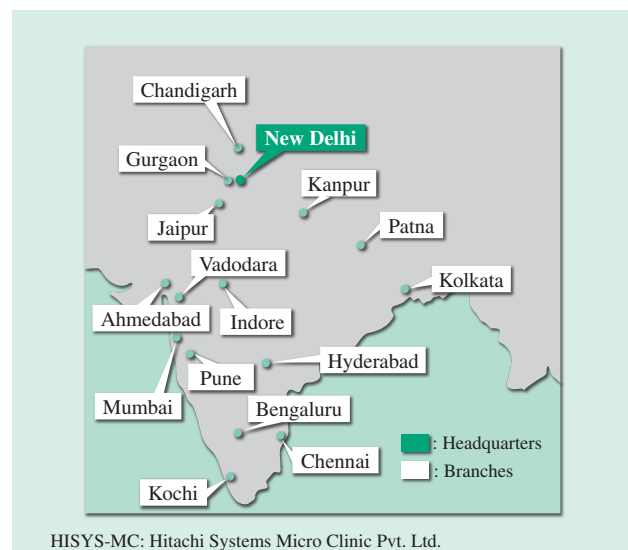 Chandigarh
New Delhi
Gurgaon
Kanpur
Jaipur
Patna
Vadodara
Kolkata
Ahmedabad
Indore
Hyderabad
Pune
Mumbai
Bengaluru
: Headquarters
Chennai
: Branches
Kochi
HISYS-MC: Hitachi Systems Micro Clinic Pvt. Ltd.